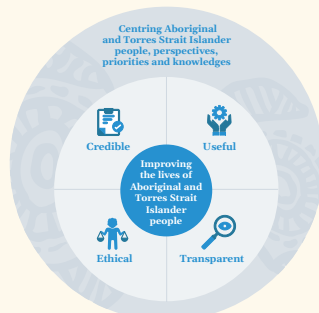 Centring Aboriginal
and Torres Strait Islander
people, perspectives,
priorities and knowledges
Credible
Useful
Improving
the lives of
Aboriginal and
Torres Strait
Islander
people
Ethical
Transparent